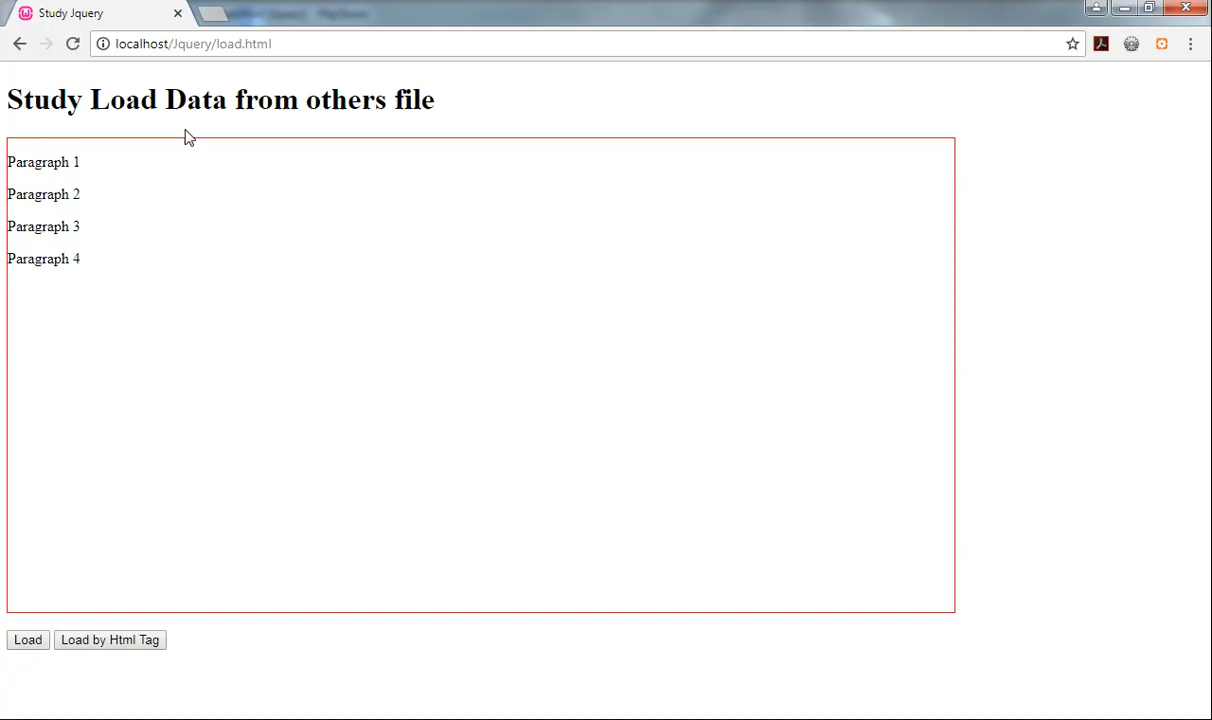 Study Jquery
localhost/Jquery/load.html
Study Load Data from others file
Paragraph 1
Paragraph 2
Paragraph 3
Paragraph 4
Load
Load by Html Tag